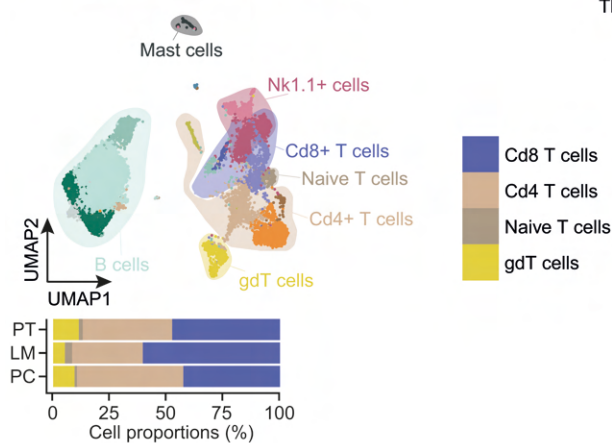 Tl
Mast cells
Nk1.1+ cells
Cd8+ T cells
Naive T cells
Cd4+ T cells
B cells
gdT cells
UMAP2
UMAP1
Cd8 T cells
Cd4 T cells
Naive T cells
gdT cells
PT
LM
PC
0 25 50 75 100
Cell proportions (%)